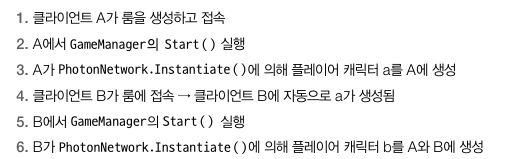 1. 클라이언트 A가 룸을 생성하고 접속
2. A에서 GameManager의 Start() 실행
3. A가 PhotonNetwork.Instantiate()에 의해 플레이어 캐릭터 a를 A에 생성
4. 클라이언트 B가 룸에 접속 → 클라이언트 B에 자동으로 a가 생성됨
5. B에서 GameManager의 Start() 실행
6. B가 PhotonNetwork.Instantiate()에 의해 플레이어 캐릭터 b를 A와 B에 생성